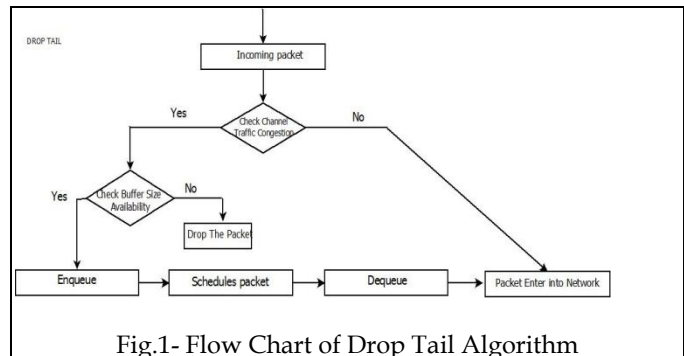 DROP TAIL
Incoming packet
Check Channel
Traffic Congestion
Yes
No
Check Buffer Size
Availability
Yes
No
Drop The Packet
Enqueue
Schedules packet
Dequeue
Packet Enter into Network
Fig.1- Flow Chart of Drop Tail Algorithm